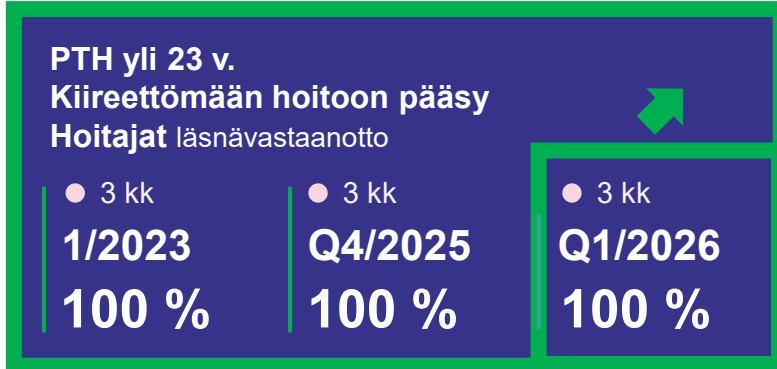 PTH yli 23 v.
Kiireettömään hoitoon pääsy
Hoitajat läsnävastaanotto
3 kk
1/2023
100 %
3 kk
Q4/2025
100 %
3 kk
Q1/2026
100 %